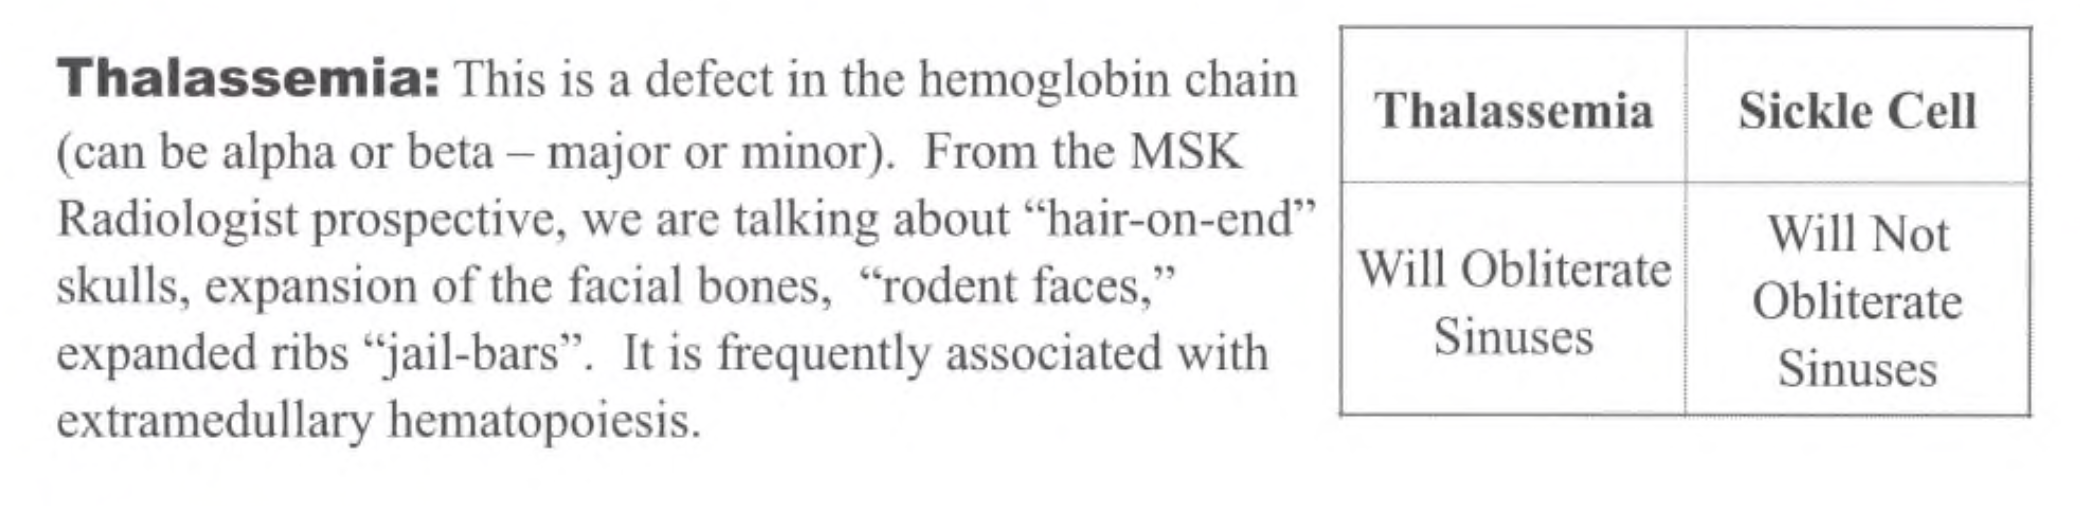 Thalassemia: This is a defect in the hemoglobin chain
(can be alpha or beta – major or minor).  From the MSK
Radiologist prospective, we are talking about “hair-on-end”
skulls, expansion of the facial bones,  “rodent faces,”
expanded ribs “jail-bars”.  It is frequently associated with
extramedullary hematopoiesis.
Thalassemia
Sickle Cell
Will Obliterate
Sinuses
Will Not
Obliterate
Sinuses